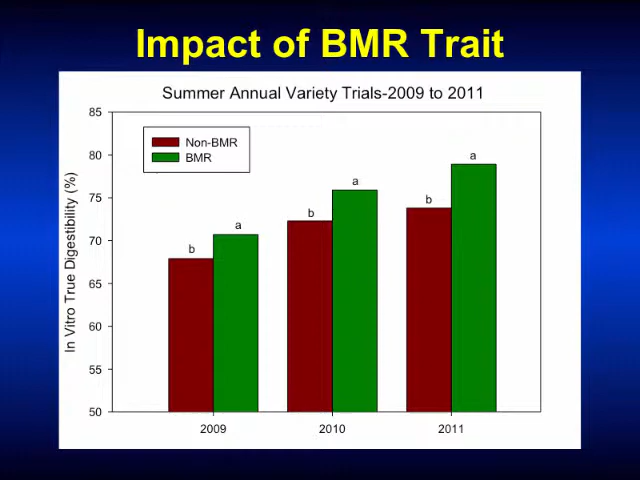 Impact of BMR Trait
Summer Annual Variety Trials-2009 to 2011
In Vitro True Digestibility (%)
85
80
75
70
65
60
55
50
Non-BMR
BMR
b
a
b
a
b
a
2009
2010
2011